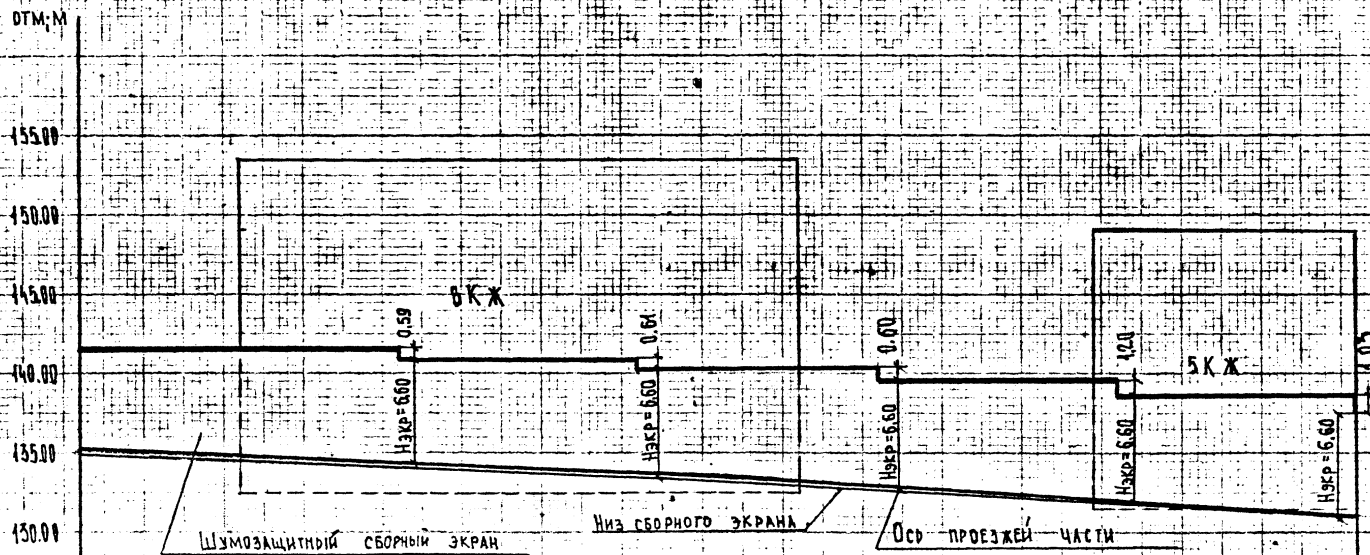 ОТМ, М
155.00
150.00
145.00
140.00
135.00
130.00
8КЖ
5КЖ
0.59
Нэкр=6.60
0.61
Нэкр=6.60
0.60
Нэкр=6.60
1.20
Нэкр=6.60
Нэкр=6.60
Шумозащитный сборный экран
Низ сборного экрана
Ось проезжей части